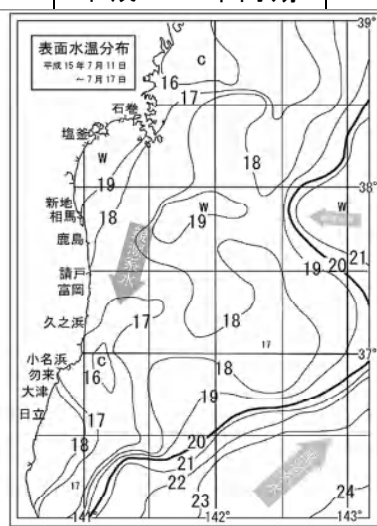 表面水温分布
平成15年7月11日
～7月17日
39°
C
16
17
石巻
塩釜
W
18
19
38°
新地
相馬
18
W
19
W
鹿島
21
20
19
請戸
富岡
17
18
久之浜
17
37°
小名浜
C
18
勿来
16
19
大津
17
20
日立
18
21
22
17
23
24
141°
142°
143°